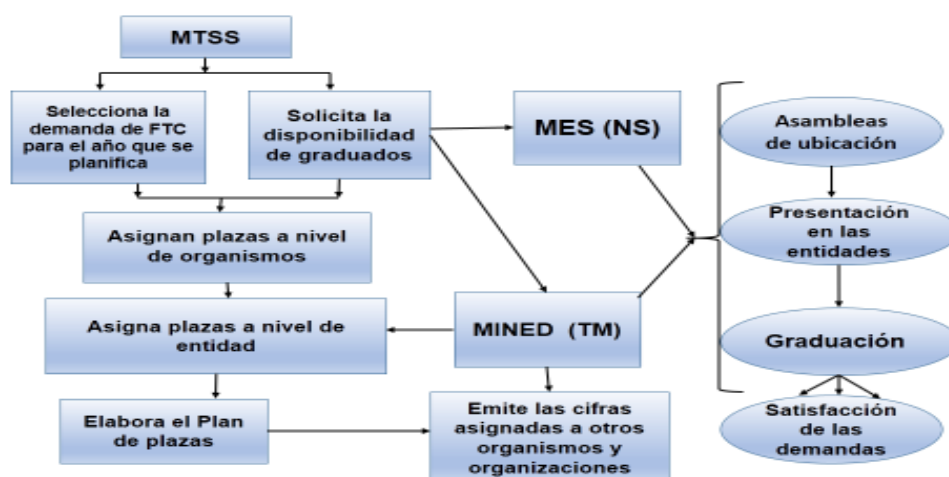 MTSS
Selecciona la
demanda de FTC
para el año que se
planifica
Solicita la
disponibilidad
de graduados
MES (NS)
Asambleas
de ubicación
Asignan plazas a nivel
de organismos
Presentación
en las
entidades
Asigna plazas a nivel de
entidad
MINED (TM)
Graduación
Elabora el Plan
de plazas
Emite las cifras
asignadas a otros
organismos y
organizaciones
Satisfacción
de las
demandas